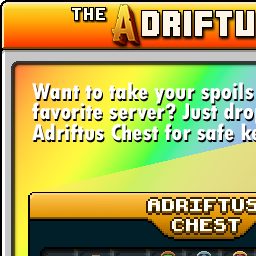 THE ADRIFTU
Want to take your spoils
favorite server? Just dro
Adriftus Chest for safe ke
ADRIFTUS
CHEST